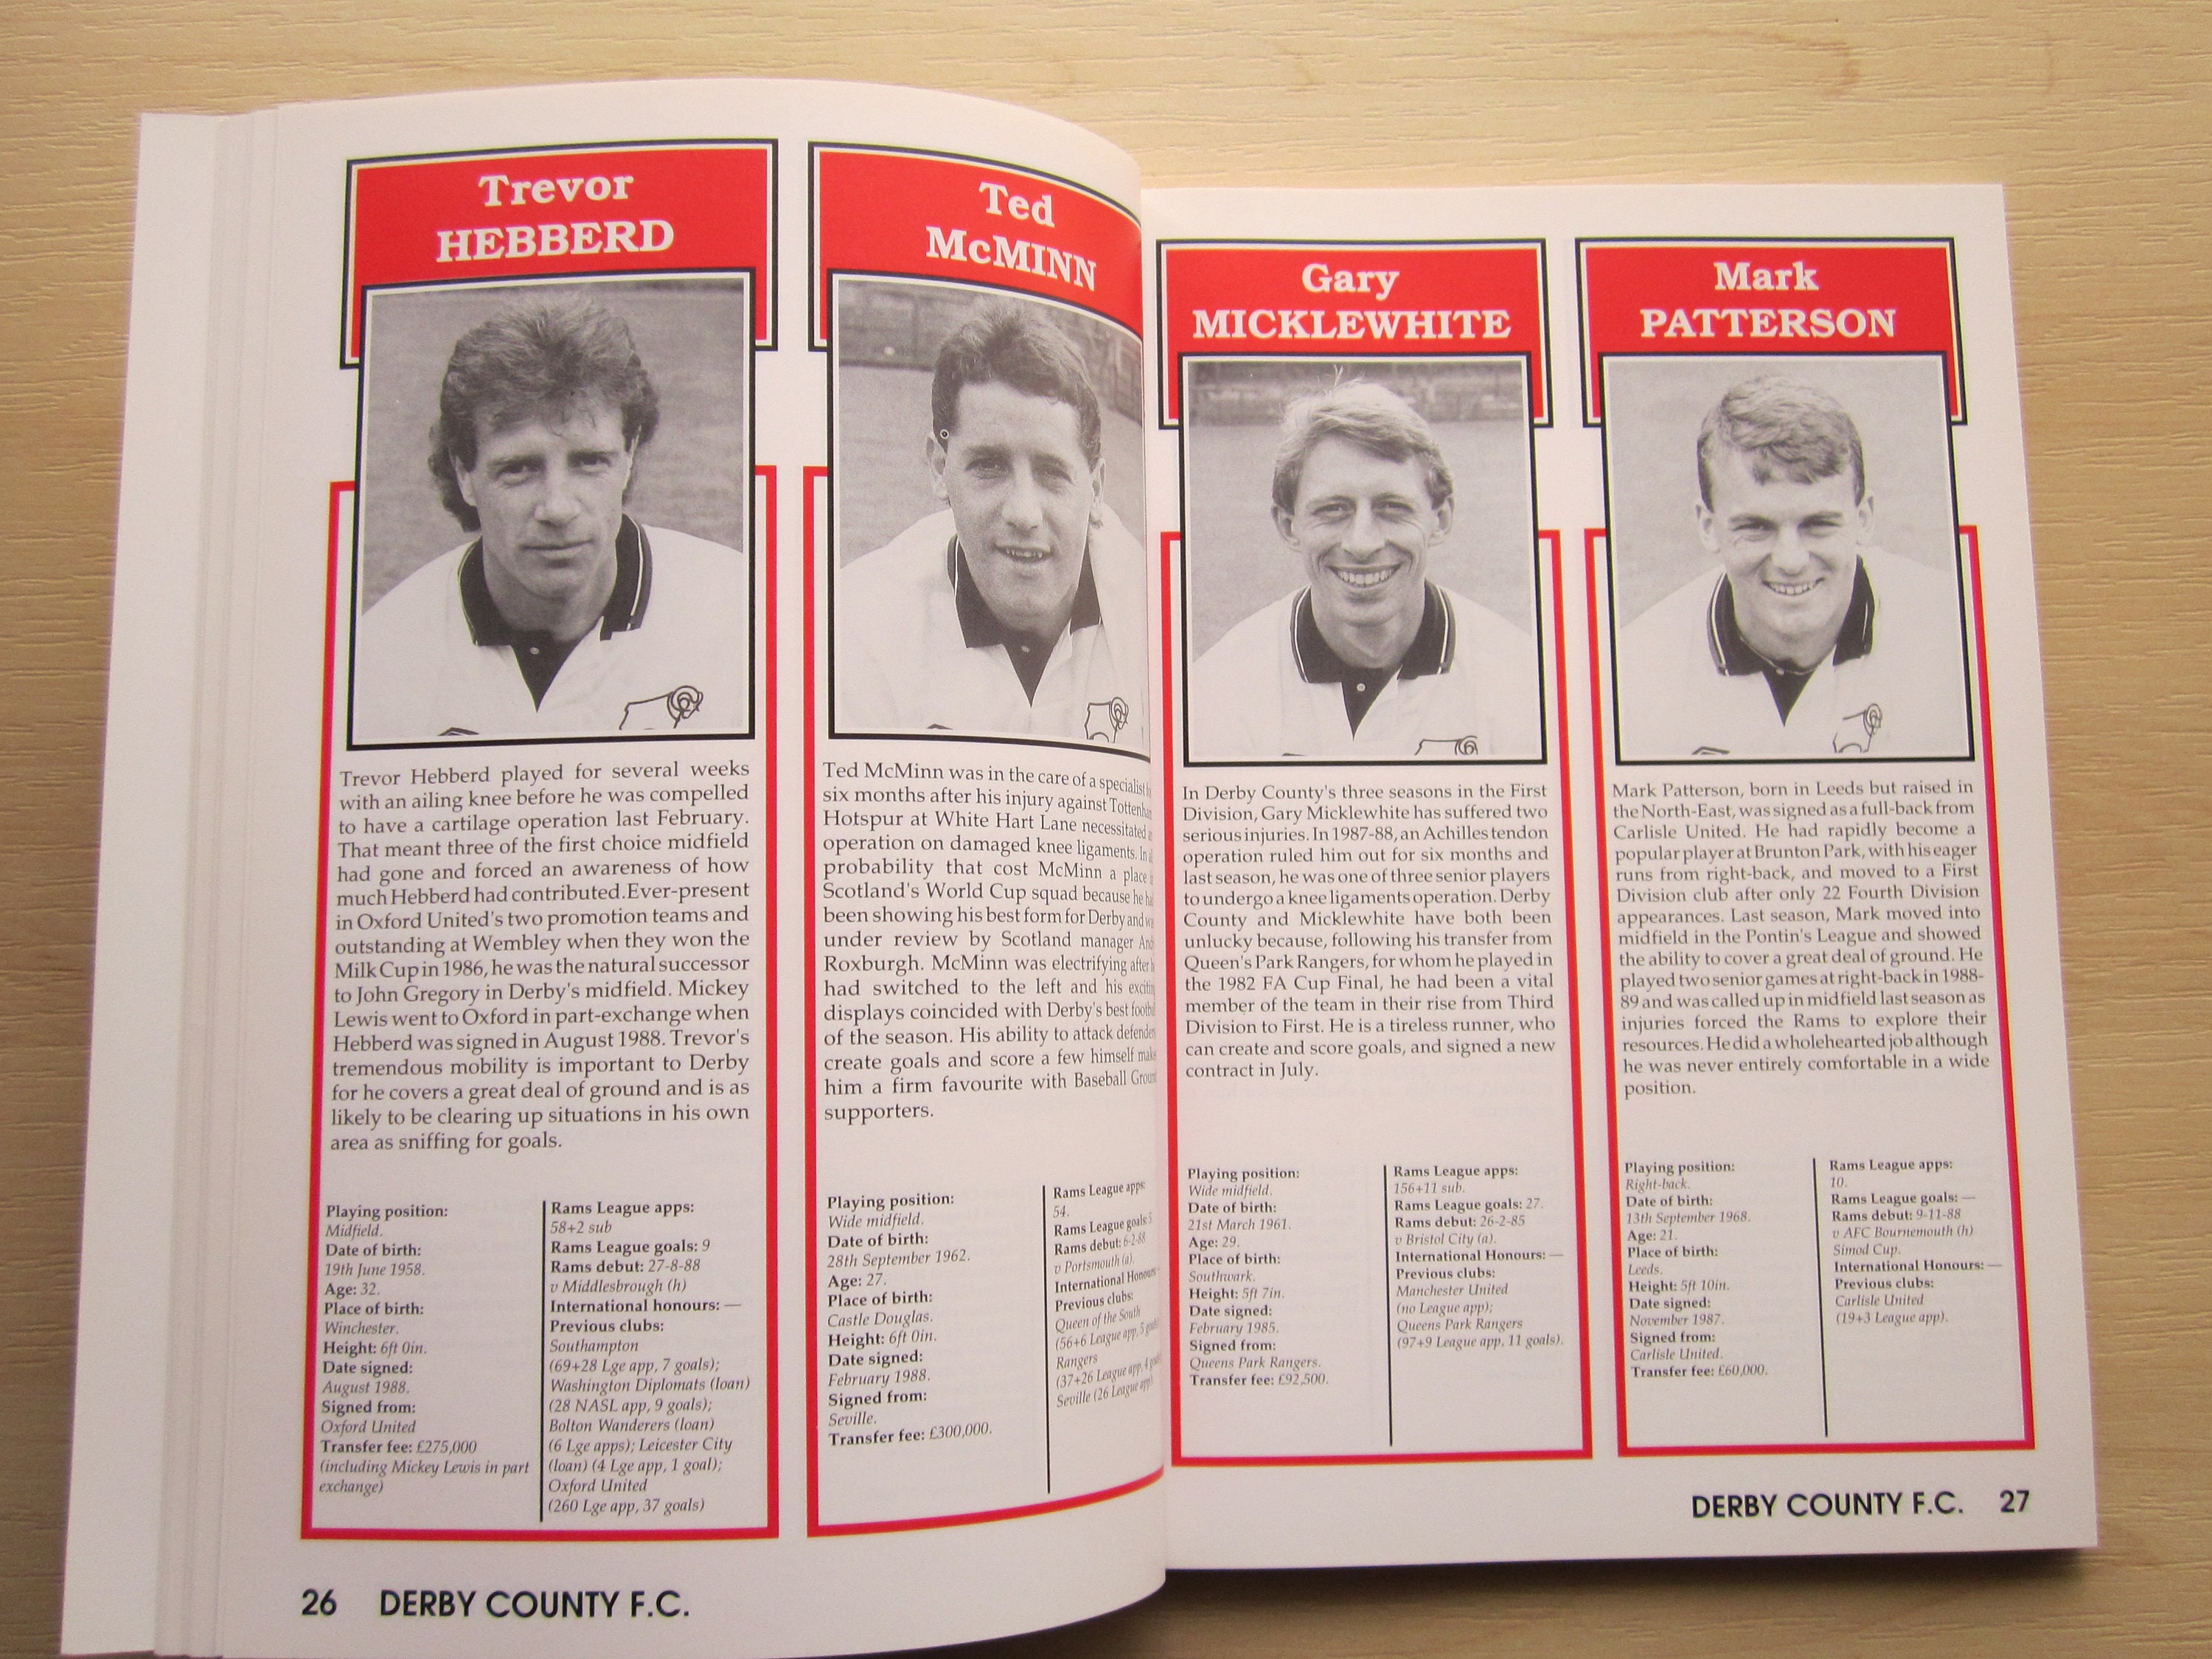 Trevor
HEBBERD
Trevor Hebberd played for several weeks
with an ailing knee before he was compelled
to have a cartilage operation last February.
That meant three of the first choice midfield
had gone and forced an awareness of how
much Hebberd had contributed.Ever-present
in Oxford United's two promotion teams and
outstanding at Wembley when they won the
Milk Cup in 1986, he was the natural successor
to John Gregory in Derby's midfield. Mickey
Lewis went to Oxford in part-exchange when
Hebberd was signed in August 1988. Trevor's
tremendous mobility is important to Derby
for he covers a great deal of ground and is as
likely to be clearing up situations in his own
area as sniffing for goals.
Playing position:
Midfield.
Date of birth:
19th June 1958.
Age: 32.
Place of birth:
Winchester.
Height: 6ft 0in.
Date signed:
August 1988.
Signed from:
Oxford United
Transfer fee: £275,000
(including Mickey Lewis in part
exchange)
Rams League apps:
58+2 sub
Rams League goals: 9
Rams debut: 27-8-88
v Middlesbrough (h)
International honours: —
Previous clubs:
Southampton
(69+28 Lge app, 7 goals);
Washington Diplomats (loan)
(28 NASL app, 9 goals);
Bolton Wanderers (loan)
(6 Lge apps); Leicester City
(loan) (4 Lge app, 1 goal);
Oxford United
(260 Lge app, 37 goals)
Ted
McMINN
Ted McMinn was in the care of a specialist
six months after his injury against Tottenham
Hotspur at White Hart Lane necessitated
operation on damaged knee ligaments. In
probability that cost McMinn a place
Scotland's World Cup squad because he
been showing his best form for Derby and
under review by Scotland manager
Roxburgh. McMinn was electrifying after
had switched to the left and his
displays coincided with Derby's best
of the season. His ability to attack
create goals and score a few himself
him a firm favourite with Baseball
supporters.
Playing position:
Wide midfield.
Date of birth:
28th September 1962.
Age: 27.
Place of birth:
Castle Douglas.
Height: 6ft 0in.
Date signed:
February 1988.
Signed from:
Seville.
Transfer fee: £300,000.
Rams League apps:
54.
Rams League goals:
Rams debut: 6-2-88
v Portsmouth (a).
International Honours:
Previous clubs:
Queen of the South
(56+6 League app, 5
Rangers
(37+26 League app, 4
Seville (26 League app).
26 DERBY COUNTY F.C.
Gary
MICKLEWHITE
In Derby County's three seasons in the First
Division, Gary Micklewhite has suffered two
serious injuries. In 1987-88, an Achilles tendon
operation ruled him out for six months and
last season, he was one of three senior players
to undergo a knee ligaments operation. Derby
County and Micklewhite have both been
unlucky because, following his transfer from
Queen's Park Rangers, for whom he played in
the 1982 FA Cup Final, he had been a vital
member of the team in their rise from Third
Division to First. He is a tireless runner, who
can create and score goals, and signed a new
contract in July.
Playing position:
Wide midfield.
Date of birth:
21st March 1961.
Age: 29.
Place of birth:
Southwark.
Height: 5ft 7in.
Date signed:
February 1985.
Signed from:
Queens Park Rangers.
Transfer fee: £92,500.
Rams League apps:
156+11 sub.
Rams League goals: 27.
Rams debut: 26-2-85
v Bristol City (a).
International Honours: —
Previous clubs:
Manchester United
(no League app);
Queens Park Rangers
(97+9 League app, 11 goals).
Mark
PATTERSON
Mark Patterson, born in Leeds but raised in
the North-East, was signed as a full-back from
Carlisle United. He had rapidly become a
popular player at Brunton Park, with his eager
runs from right-back, and moved to a First
Division club after only 22 Fourth Division
appearances. Last season, Mark moved into
midfield in the Pontin's League and showed
the ability to cover a great deal of ground. He
played two senior games at right-back in 1988-
89 and was called up in midfield last season as
injuries forced the Rams to explore their
resources. He did a wholehearted job although
he was never entirely comfortable in a wide
position.
Playing position:
Right-back.
Date of birth:
13th September 1968.
Age: 21.
Place of birth:
Leeds.
Height: 5ft 10in.
Date signed:
November 1987.
Signed from:
Carlisle United.
Transfer fee: £60,000.
Rams League apps:
10.
Rams League goals: —
Rams debut: 9-11-88
v AFC Bournemouth (h)
Simod Cup.
International Honours: —
Previous clubs:
Carlisle United
(19+3 League app).
DERBY COUNTY F.C. 27